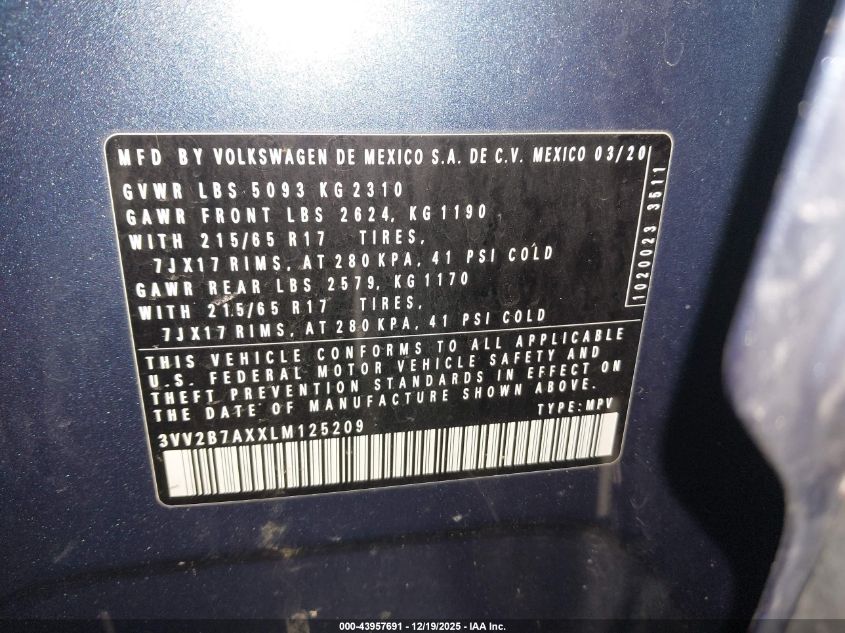 MFD BY VOLKSWAGEN DE MEXICO S.A. DE C.V. MEXICO 03/20
GVWR LBS 5093 KG 2310
GAWR FRONT LBS 2624, KG 1190
WITH 215/65 R17 TIRES,
7JX17 RIMS, AT 280 KPA, 41 PSI COLD
GAWR REAR LBS 2579, KG 1170
WITH 215/65 R17 TIRES,
7JX17 RIMS, AT 280 KPA, 41 PSI COLD
1020023 3511
THIS VEHICLE CONFORMS TO ALL APPLICABLE
U.S. FEDERAL MOTOR VEHICLE SAFETY AND
THEFT PREVENTION STANDARDS IN EFFECT ON
THE DATE OF MANUFACTURE SHOWN ABOVE.
3VV2B7AXXLM125209 TYPE: MPV
000-43957691 - 12/19/2025 - IAA Inc.